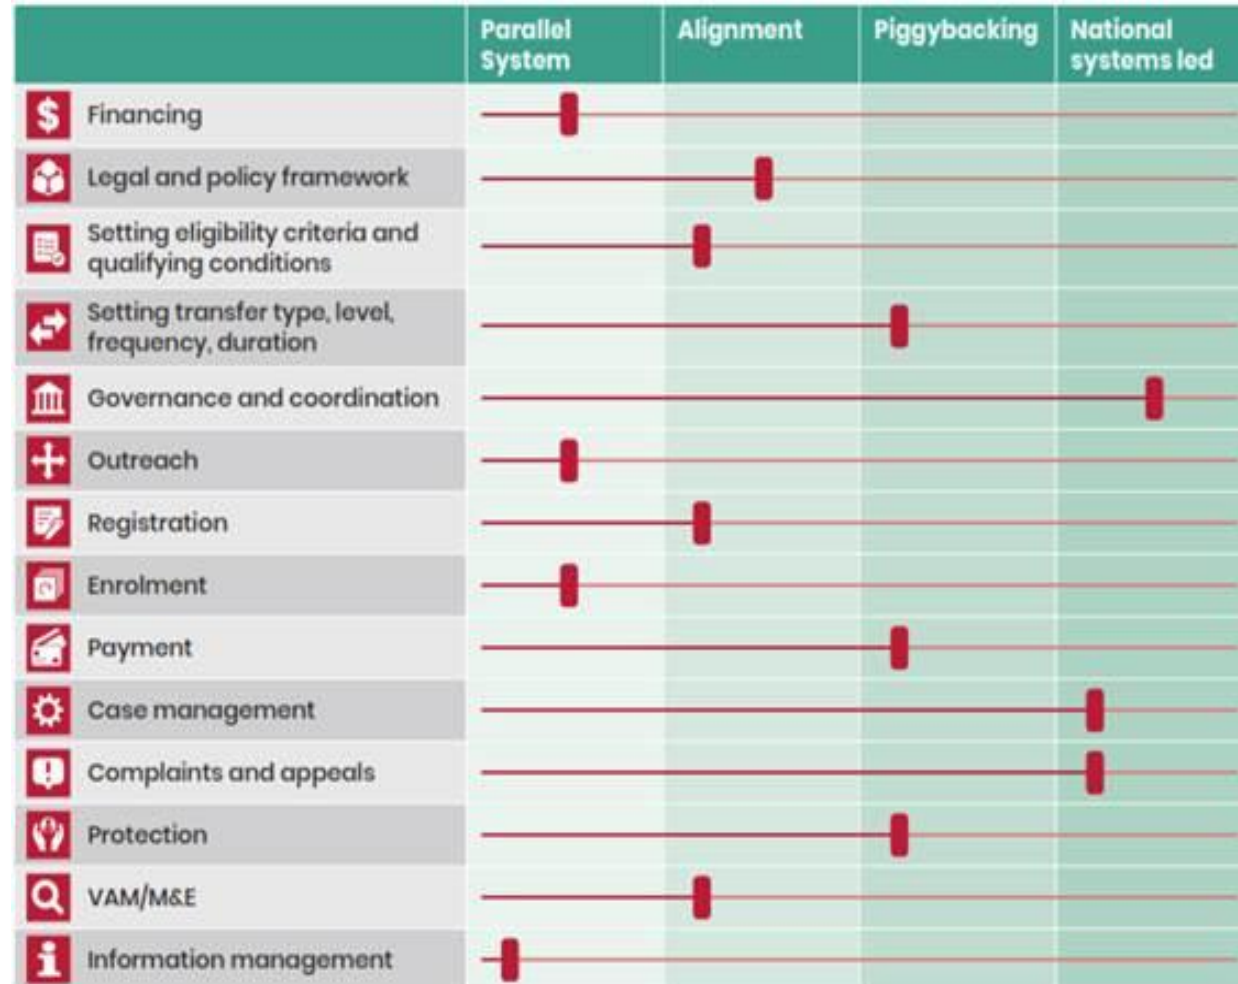 Parallel
System
Alignment
Piggybacking
National
systems led
$
Financing
Legal and policy framework
Setting eligibility criteria and
qualifying conditions
Setting transfer type, level,
frequency, duration
Governance and coordination
Outreach
Registration
Enrolment
Payment
Case management
!
Complaints and appeals
Protection
VAM/M&E
i
Information management